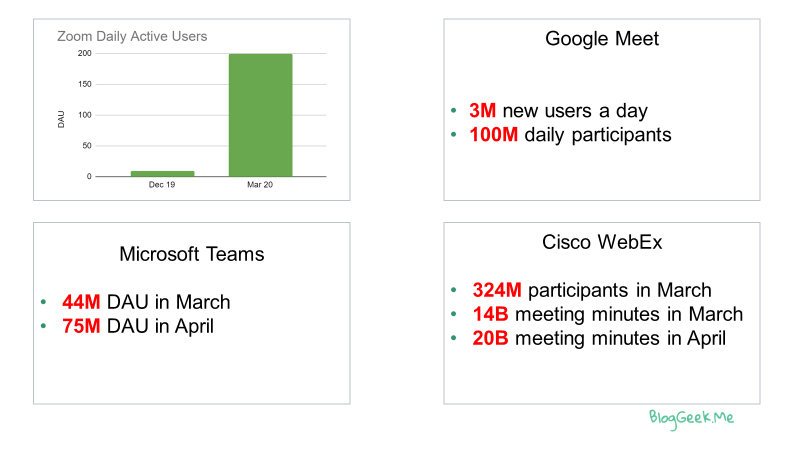 Zoom Daily Active Users
200
150
100
50
0
DAU
Dec 19
Mar 20
Google Meet
• 3M new users a day
• 100M daily participants
Microsoft Teams
• 44M DAU in March
• 75M DAU in April
Cisco WebEx
• 324M participants in March
• 14B meeting minutes in March
• 20B meeting minutes in April
BlogGeek.Me